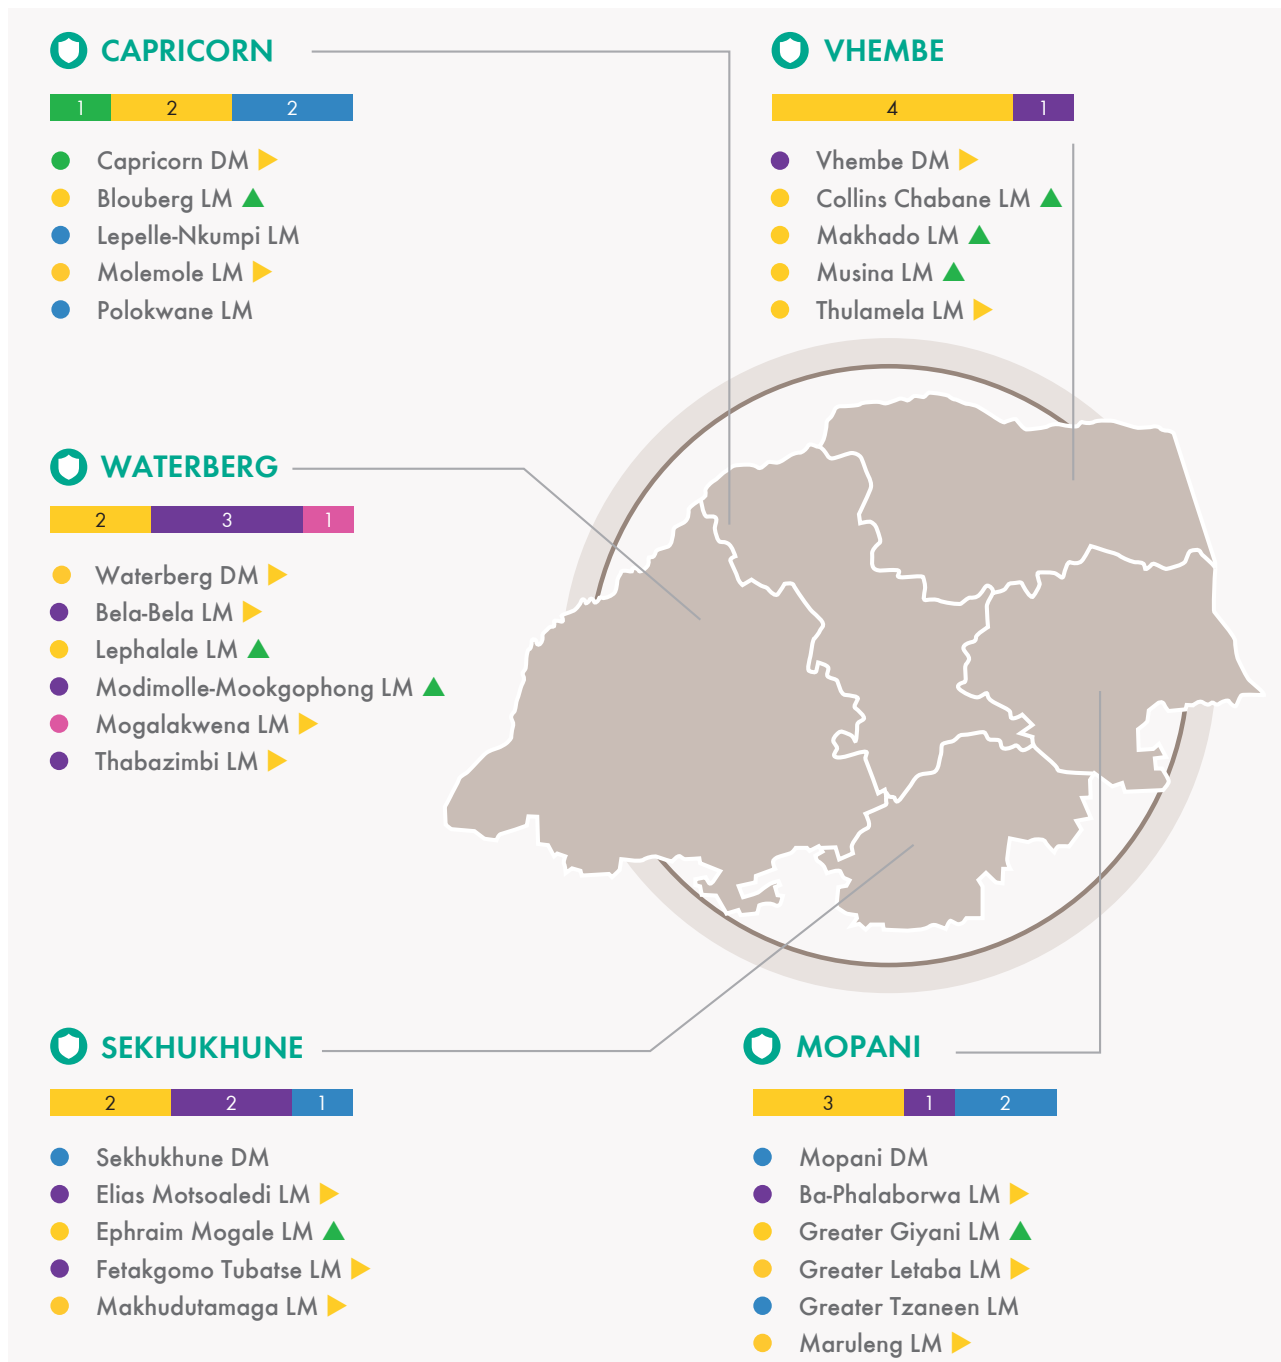 CAPRICORN
1 2 2
Capricorn DM
Blouberg LM
Lepelle-Nkumpi LM
Molemole LM
Polokwane LM
VHEMBE
4 1
Vhembe DM
Collins Chabane LM
Makhado LM
Musina LM
Thulamela LM
WATERBERG
2 3 1
Waterberg DM
Bela-Bela LM
Lephalale LM
Modimolle-Mookgophong LM
Mogalakwena LM
Thabazimbi LM
SEKHUKHUNE
2 2 1
Sekhukhune DM
Elias Motsoaledi LM
Ephraim Mogale LM
Fetakgomo Tubatse LM
Makhudutamaga LM
MOPANI
3 1 2
Mopani DM
Ba-Phalaborwa LM
Greater Giyani LM
Greater Letaba LM
Greater Tzaneen LM
Maruleng LM